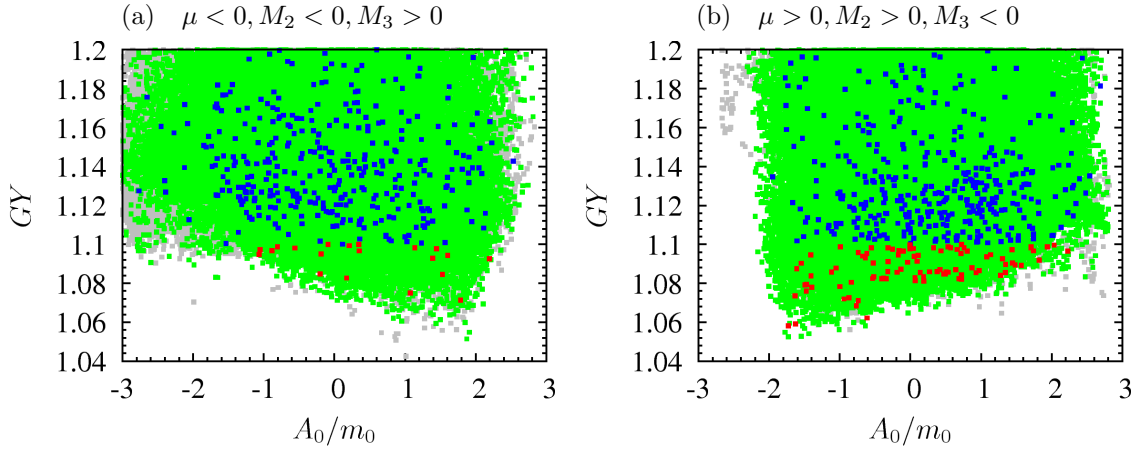 (a) μ < 0, M₂ < 0, M₃ > 0
GY
1.2
1.18
1.16
1.14
1.12
1.1
1.08
1.06
1.04
-3 -2 -1 0 1 2 3
A₀/m₀
(b) μ > 0, M₂ > 0, M₃ < 0
GY
1.2
1.18
1.16
1.14
1.12
1.1
1.08
1.06
1.04
-3 -2 -1 0 1 2 3
A₀/m₀